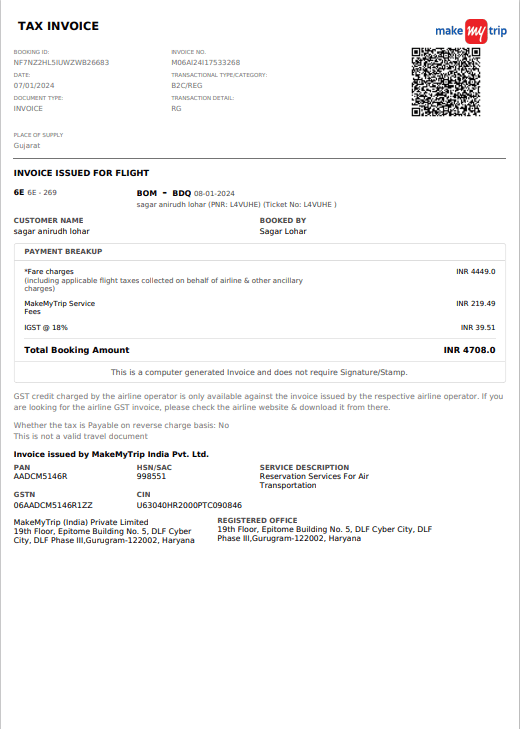 TAX INVOICE
make my trip
BOOKING ID:
NF7NZ2HL5IUWZWB26683
INVOICE NO.
M06AI24I17533268
DATE:
07/01/2024
TRANSACTIONAL TYPE/CATEGORY:
B2C/REG
DOCUMENT TYPE:
INVOICE
TRANSACTION DETAIL:
RG
PLACE OF SUPPLY
Gujarat
INVOICE ISSUED FOR FLIGHT
6E 6E - 269
BOM - BDQ 08-01-2024
sagar anirudh lohar (PNR: L4VUHE) (Ticket No: L4VUHE )
CUSTOMER NAME
sagar anirudh lohar
BOOKED BY
Sagar Lohar
PAYMENT BREAKUP
*Fare charges INR 4449.0
(including applicable flight taxes collected on behalf of airline & other ancillary
charges)
MakeMyTrip Service INR 219.49
Fees
IGST @ 18% INR 39.51
Total Booking Amount INR 4708.0
This is a computer generated Invoice and does not require Signature/Stamp.
GST credit charged by the airline operator is only available against the invoice issued by the respective airline operator. If you
are looking for the airline GST invoice, please check the airline website & download it from there.
Whether the tax is Payable on reverse charge basis: No
This is not a valid travel document
Invoice issued by MakeMyTrip India Pvt. Ltd.
PAN
AADCM5146R
HSN/SAC
998551
SERVICE DESCRIPTION
Reservation Services For Air
Transportation
GSTN
06AADCM5146R1ZZ
CIN
U63040HR2000PTC090846
MakeMyTrip (India) Private Limited
19th Floor, Epitome Building No. 5, DLF Cyber
City, DLF Phase III,Gurugram-122002, Haryana
REGISTERED OFFICE
19th Floor, Epitome Building No. 5, DLF Cyber City, DLF
Phase III,Gurugram-122002, Haryana